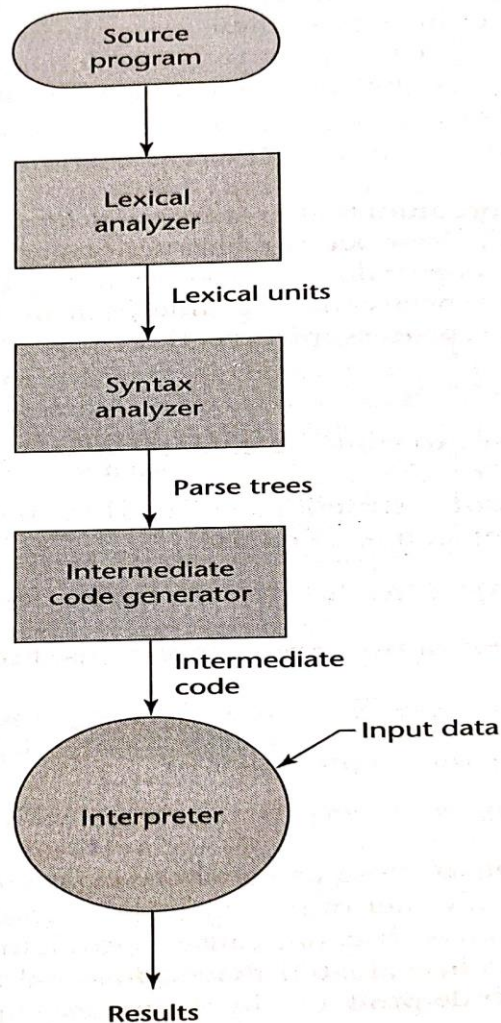 Source
program
Lexical
analyzer
Lexical units
Syntax
analyzer
Parse trees
Intermediate
code generator
Intermediate
code
Input data
Interpreter
Results